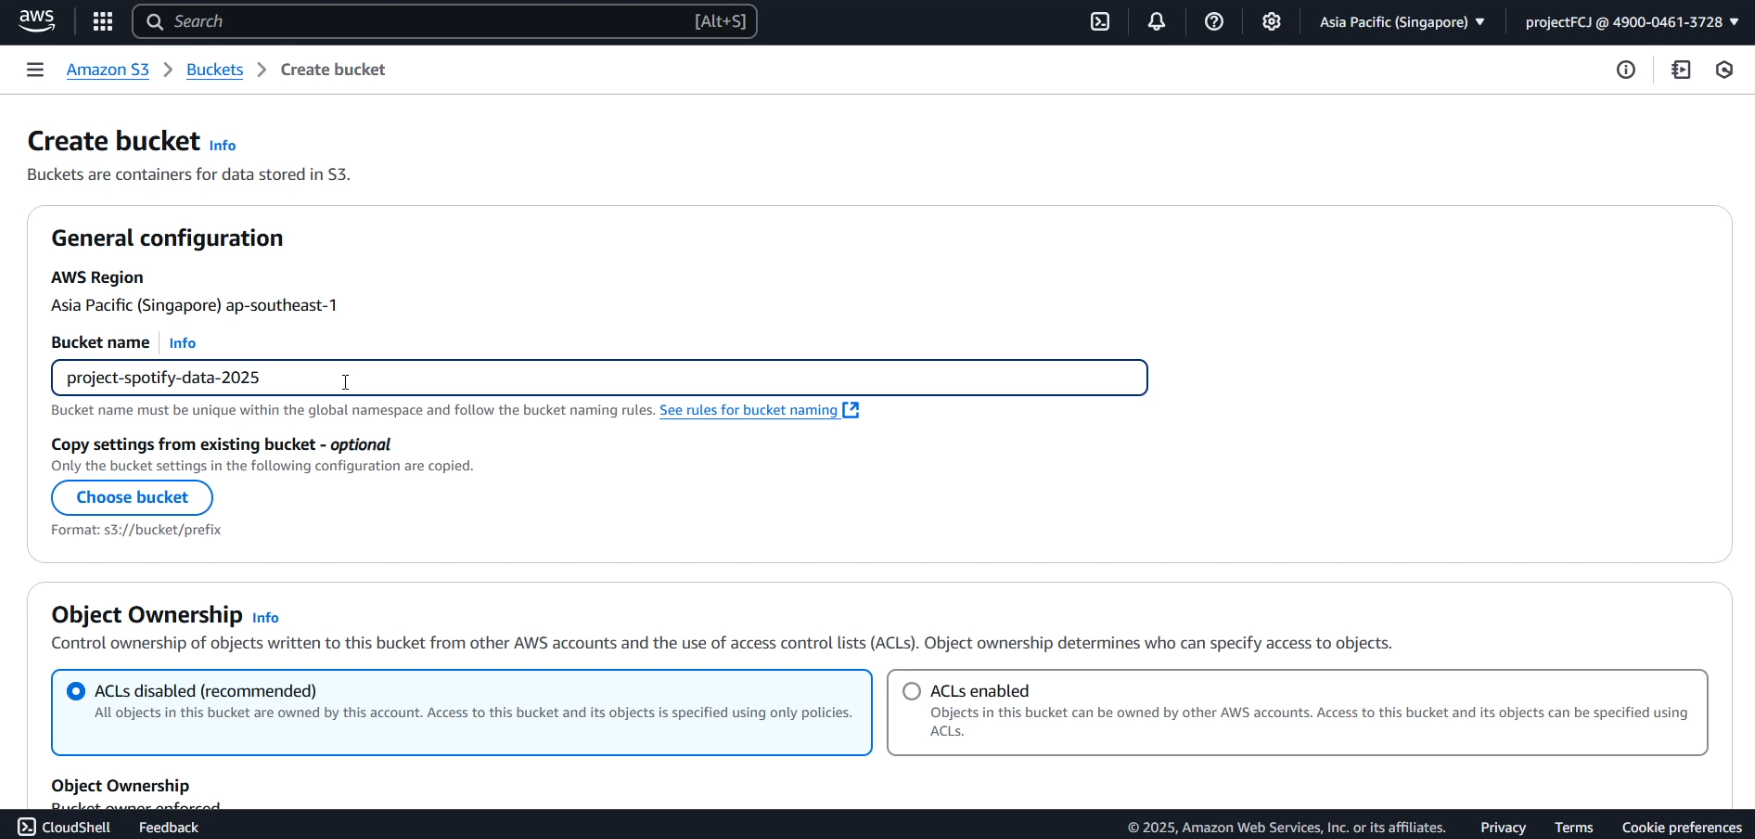 aws Search [Alt+S] Asia Pacific (Singapore) ▼ projectFCJ @ 4900-0461-3728 ▼
Amazon S3 > Buckets > Create bucket
Create bucket Info
Buckets are containers for data stored in S3.
General configuration
AWS Region
Asia Pacific (Singapore) ap-southeast-1
Bucket name Info
project-spotify-data-2025
Bucket name must be unique within the global namespace and follow the bucket naming rules. See rules for bucket naming
Copy settings from existing bucket - optional
Only the bucket settings in the following configuration are copied.
Choose bucket
Format: s3://bucket/prefix
Object Ownership Info
Control ownership of objects written to this bucket from other AWS accounts and the use of access control lists (ACLs). Object ownership determines who can specify access to objects.
ACLs disabled (recommended)
All objects in this bucket are owned by this account. Access to this bucket and its objects is specified using only policies.
ACLs enabled
Objects in this bucket can be owned by other AWS accounts. Access to this bucket and its objects can be specified using
ACLs.
Object Ownership
Bucket owner enforced
CloudShell Feedback © 2025, Amazon Web Services, Inc. or its affiliates. Privacy Terms Cookie preferences